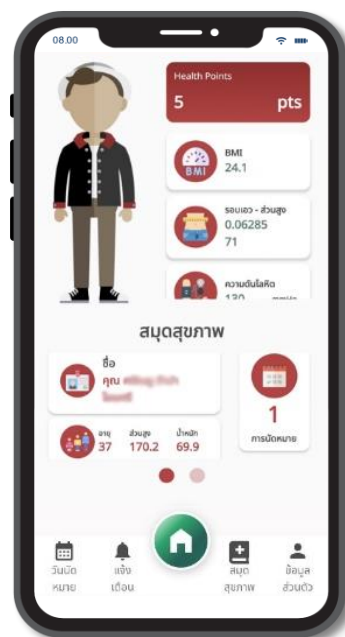 08.00
Health Points
5 pts
BMI
BMI
24.1
รอบเอว - ส่วนสูง
0.06285
71
ความดันโลหิต
130
สมุดสุขภาพ
ชื่อ
คุณ
1
การนัดหมาย
อายุ ส่วนสูง น้ำหนัก
37 170.2 69.9
วันนัด
หมาย
แจ้ง
เตือน
สมุด
สุขภาพ
ข้อมูล
ส่วนตัว